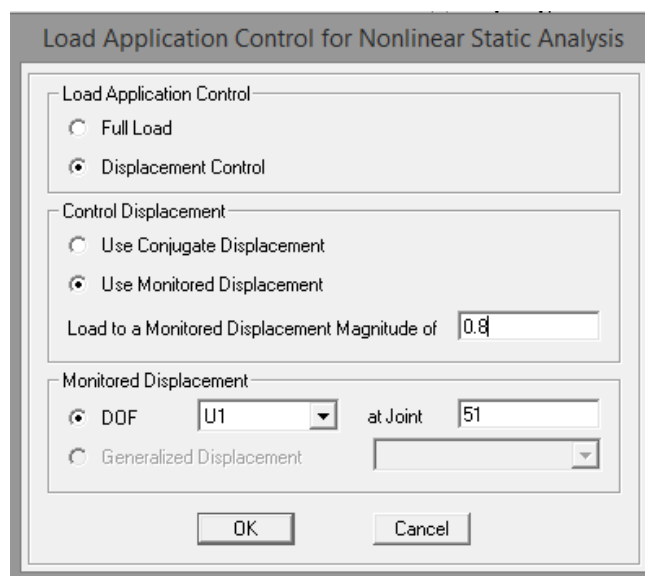 Load Application Control for Nonlinear Static Analysis
Load Application Control
Full Load
Displacement Control
Control Displacement
Use Conjugate Displacement
Use Monitored Displacement
Load to a Monitored Displacement Magnitude of 0.8
Monitored Displacement
DOF U1 at Joint 51
Generalized Displacement
OK Cancel